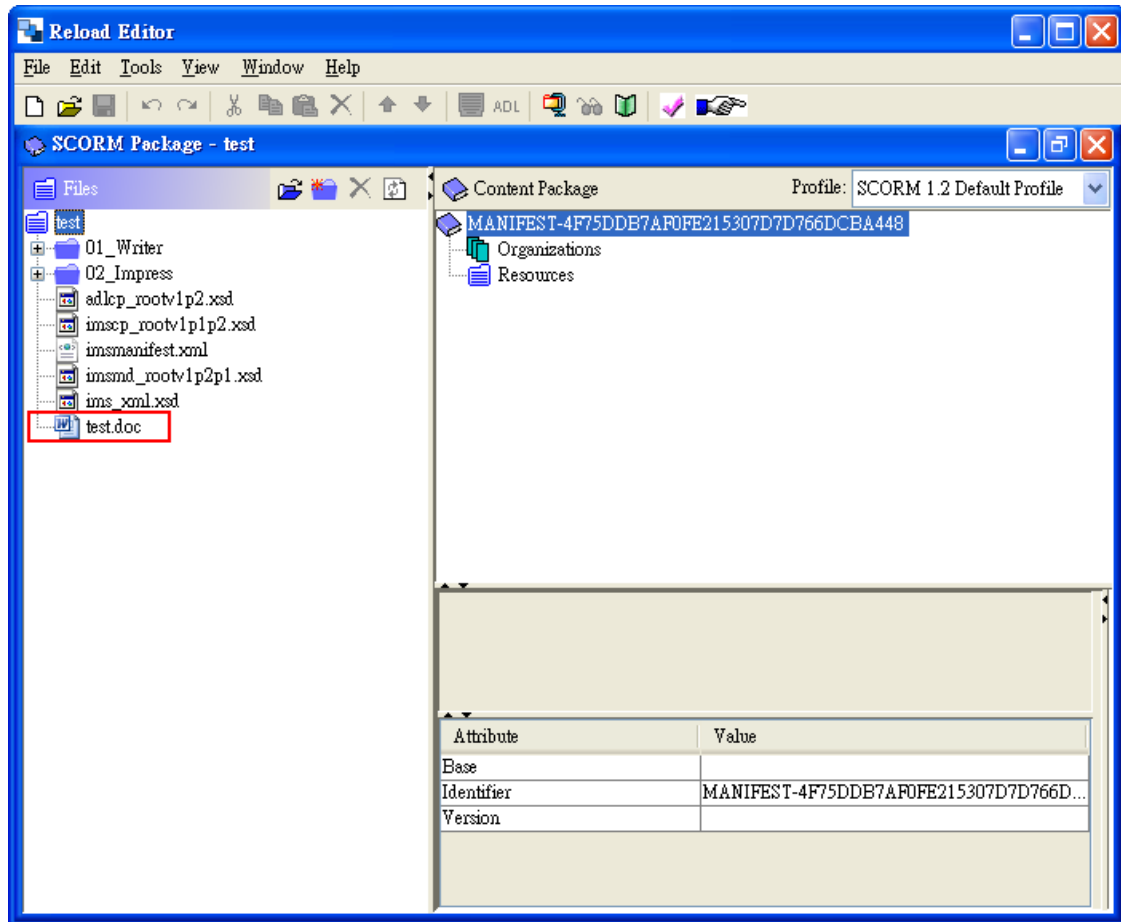 Reload Editor
File Edit Tools View Window Help
ADL
SCORM Package - test
Files
Content Package Profile: SCORM 1.2 Default Profile
test
MANIFEST-4F75DDB7AF0FE215307D7D766DCBA448
01_Writer
Organizations
02_Impress
Resources
adlcp_rootv1p2.xsd
imscp_rootv1p1p2.xsd
imsmanifest.xml
imsmd_rootv1p2p1.xsd
ims_xml.xsd
test.doc
Attribute Value
Base
Identifier MANIFEST-4F75DDB7AF0FE215307D7D766D...
Version